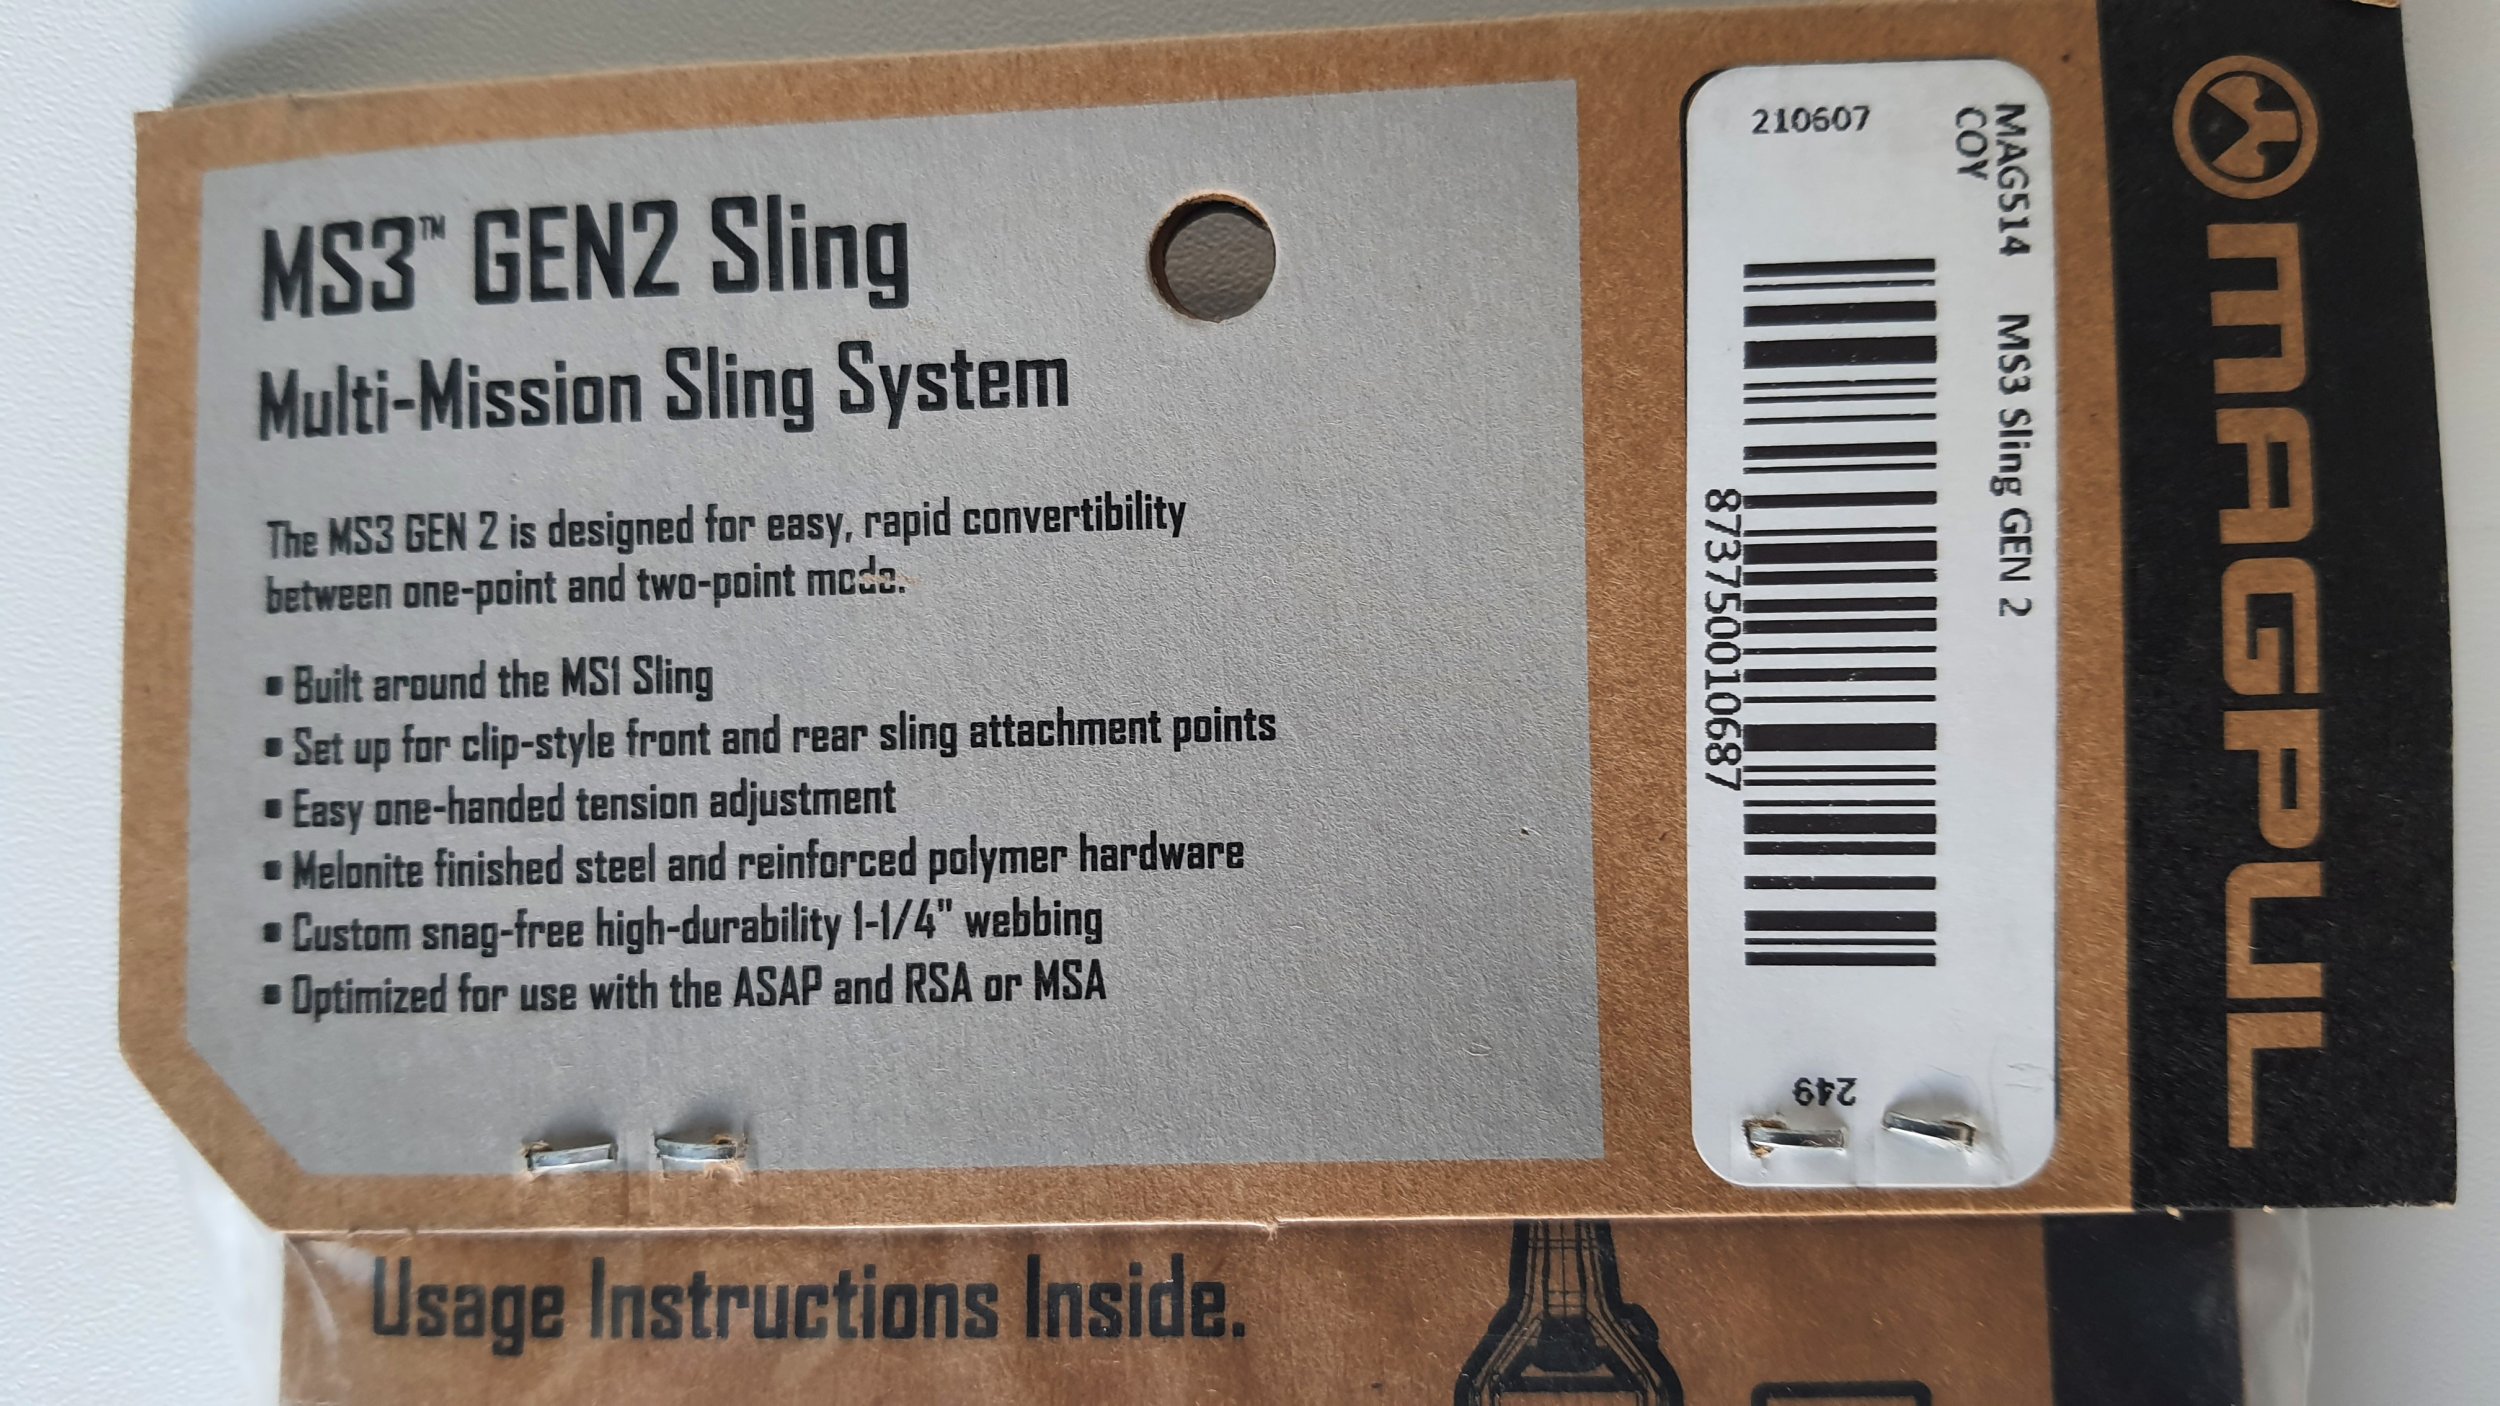 MS3™ GEN2 Sling
Multi-Mission Sling System
The MS3 GEN 2 is designed for easy, rapid convertibility
between one-point and two-point mode.
▪ Built around the MS1 Sling
▪ Set up for clip-style front and rear sling attachment points
▪ Easy one-handed tension adjustment
▪ Melonite finished steel and reinforced polymer hardware
▪ Custom snag-free high-durability 1-1/4" webbing
▪ Optimized for use with the ASAP and RSA or MSA
210607
MAG514 MS3 Sling GEN 2
COY
873750010687
249
MAGPUL
Usage Instructions Inside.